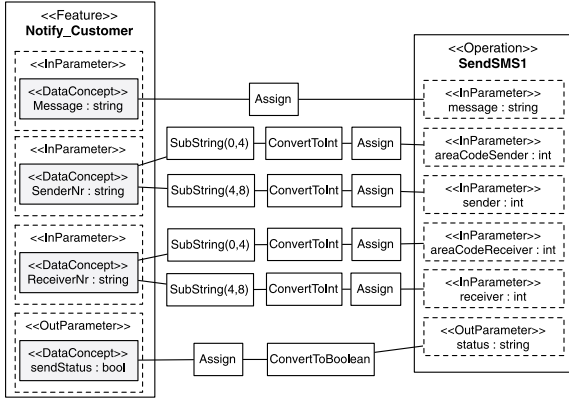 <<Feature>>
Notify_Customer
<<InParameter>>
<<DataConcept>>
Message : string
<<InParameter>>
<<DataConcept>>
SenderNr : string
<<InParameter>>
<<DataConcept>>
ReceiverNr : string
<<OutParameter>>
<<DataConcept>>
sendStatus : bool
Assign
SubString(0,4)
ConvertToInt
Assign
SubString(4,8)
ConvertToInt
Assign
SubString(0,4)
ConvertToInt
Assign
SubString(4,8)
ConvertToInt
Assign
Assign
ConvertToBoolean
<<Operation>>
SendSMS1
<<InParameter>>
message : string
<<InParameter>>
areaCodeSender : int
<<InParameter>>
sender : int
<<InParameter>>
areaCodeReceiver : int
<<InParameter>>
receiver : int
<<OutParameter>>
status : string